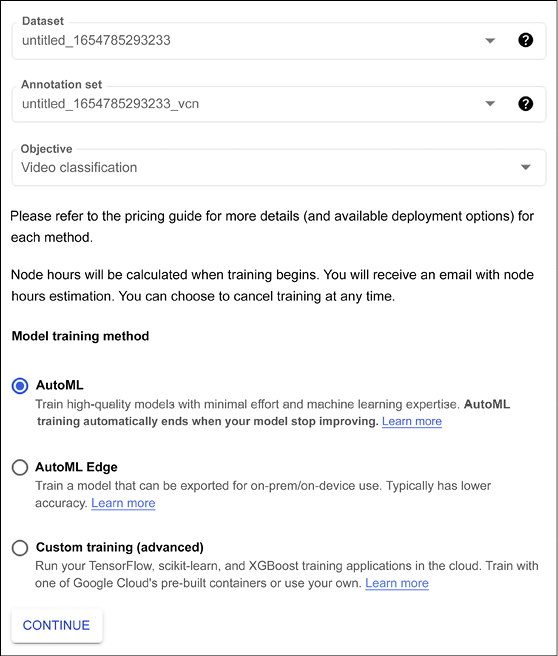 Dataset
untitled_1654785293233
Annotation set
untitled_1654785293233_vcn
Objective
Video classification
Please refer to the pricing guide for more details (and available deployment options) for
each method.
Node hours will be calculated when training begins. You will receive an email with node
hours estimation. You can choose to cancel training at any time.
Model training method
AutoML
Train high-quality models with minimal effort and machine learning expertise. AutoML
training automatically ends when your model stop improving. Learn more
AutoML Edge
Train a model that can be exported for on-prem/on-device use. Typically has lower
accuracy. Learn more
Custom training (advanced)
Run your TensorFlow, scikit-learn, and XGBoost training applications in the cloud. Train with
one of Google Cloud's pre-built containers or use your own. Learn more
CONTINUE